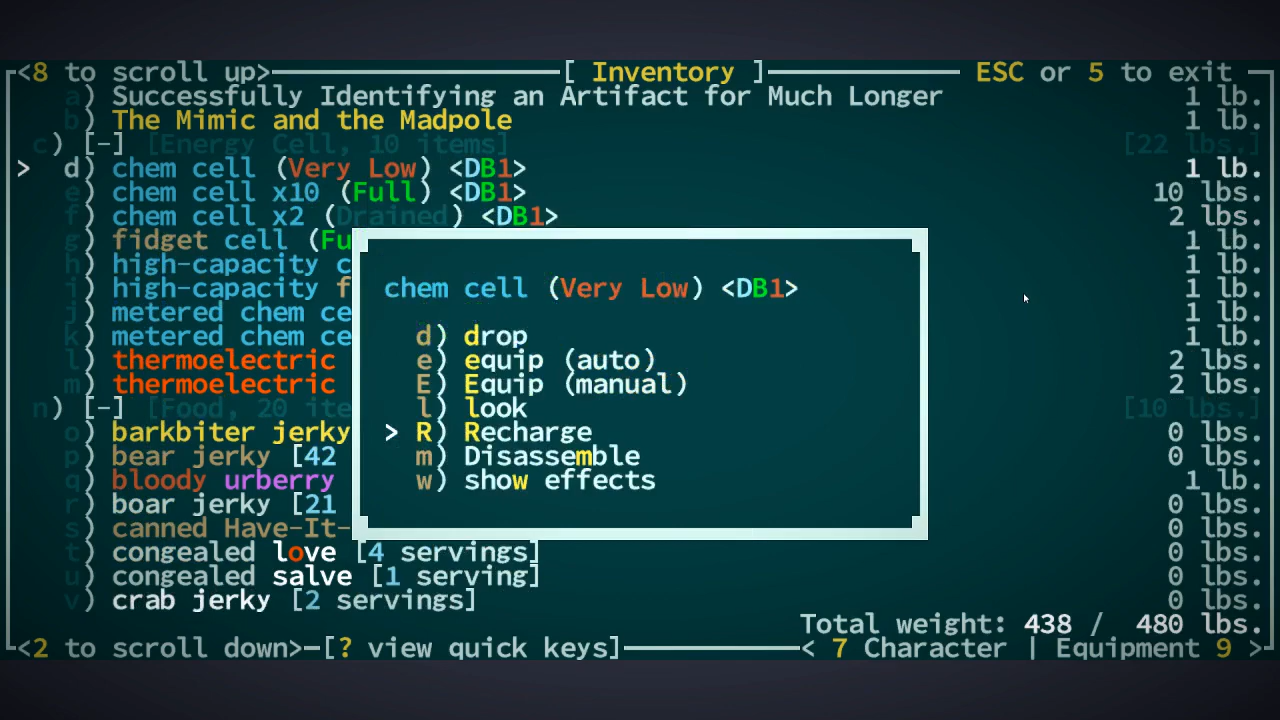 <8 to scroll up> [ Inventory ] ESC or 5 to exit
a) Successfully Identifying an Artifact for Much Longer 1 lb.
b) The Mimic and the Madpole 1 lb.
c) [-] [Energy Cell, 10 items] [22 lbs.]
> d) chem cell (Very Low) <DB1> 1 lb.
e) chem cell x10 (Full) <DB1> 10 lbs.
f) chem cell x2 (Drained) <DB1> 2 lbs.
g) fidget cell (Fu 1 lb.
h) high-capacity c 1 lb.
i) high-capacity f 1 lb.
j) metered chem ce 1 lb.
k) metered chem ce 1 lb.
l) thermoelectric 2 lbs.
m) thermoelectric 2 lbs.
n) [-] [Food, 20 ite [10 lbs.]
o) barkbiter jerky 0 lbs.
p) bear jerky [42 0 lbs.
q) bloody urberry 1 lb.
r) boar jerky [21 0 lbs.
s) canned Have-It- 0 lbs.
t) congealed love [4 servings] 0 lbs.
u) congealed salve [1 serving] 0 lbs.
v) crab jerky [2 servings] 0 lbs.
chem cell (Very Low) <DB1>
d) drop
e) equip (auto)
E) Equip (manual)
l) look
> R) Recharge
m) Disassemble
w) show effects
Total weight: 438 / 480 lbs.
<2 to scroll down> [? view quick keys] < 7 Character | Equipment 9 >